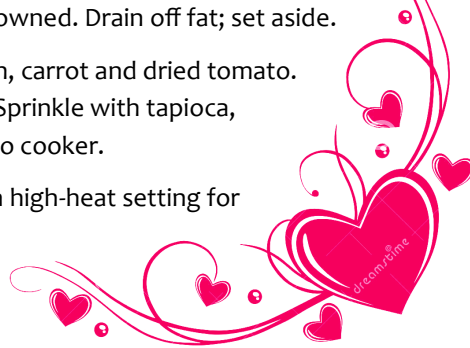 owned. Drain off fat; set aside.
n, carrot and dried tomato.
Sprinkle with tapioca,
o cooker.
n high-heat setting for
dreamstime